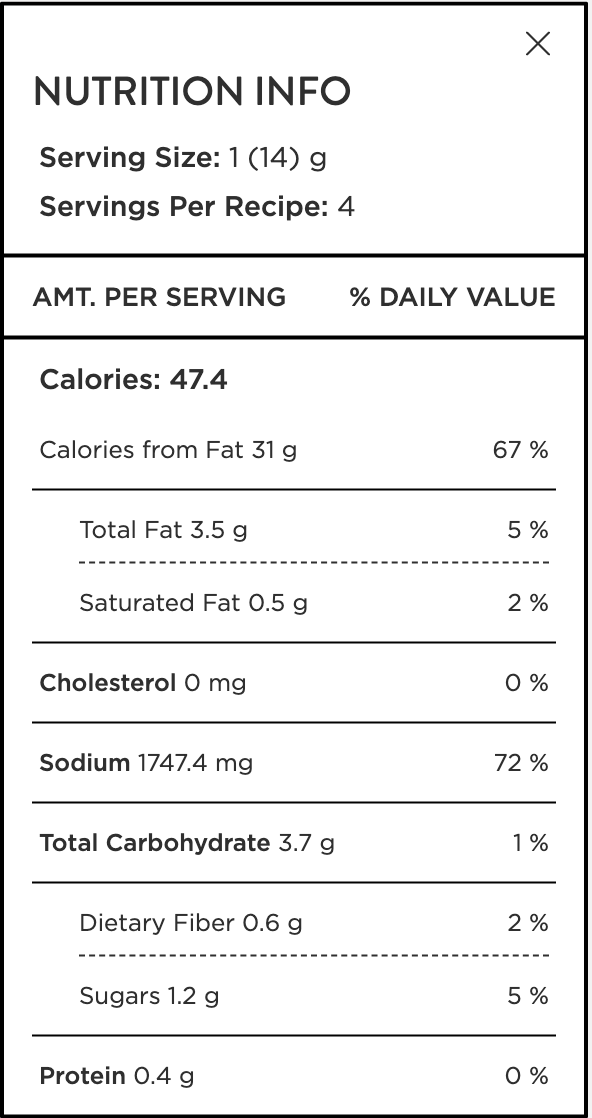 NUTRITION INFO
Serving Size: 1 (14) g
Servings Per Recipe: 4
AMT. PER SERVING % DAILY VALUE
Calories: 47.4
Calories from Fat 31 g 67 %
Total Fat 3.5 g 5 %
Saturated Fat 0.5 g 2 %
Cholesterol 0 mg 0 %
Sodium 1747.4 mg 72 %
Total Carbohydrate 3.7 g 1 %
Dietary Fiber 0.6 g 2 %
Sugars 1.2 g 5 %
Protein 0.4 g 0 %